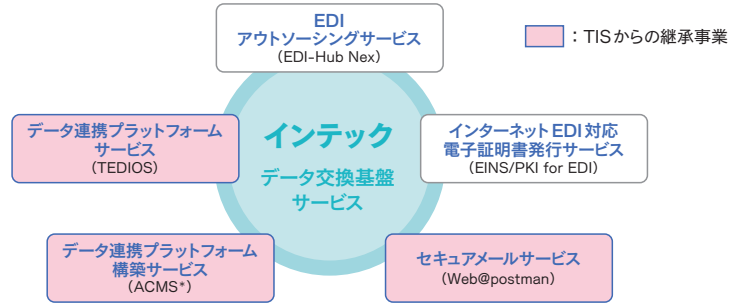 EDI
アウトソーシングサービス
(EDI-Hub Nex)
：TISからの継承事業
データ連携プラットフォーム
サービス
(TEDIOS)
インテック
データ交換基盤
サービス
インターネットEDI対応
電子証明書発行サービス
(EINS/PKI for EDI)
データ連携プラットフォーム
構築サービス
(ACMS*)
セキュアメールサービス
(Web@postman)